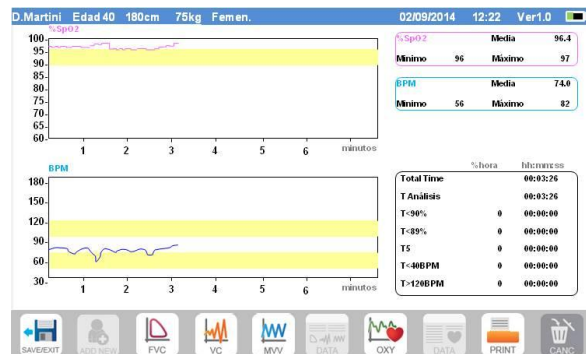 D.Martini Edad 40 180cm 75kg Femen. 02/09/2014 12:22 Ver1.0
%SpO2
100
95
90
85
80
75
70
65
60
1 2 3 4 5 6 minutos
%SpO2 Media 96.4
Mínimo 96 Máximo 97
BPM Media 74.0
Mínimo 56 Máximo 82
BPM
180
150
120
90
60
30
1 2 3 4 5 6 minutos
%hora hh:mm:ss
Total Time 00:03:26
T Análisis 00:03:26
T<90% 0 00:00:00
T<89% 0 00:00:00
T5 0 00:00:00
T<40BPM 0 00:00:00
T>120BPM 0 00:00:00
SAVE/EXIT
ADD NEW
FVC
VC
MVV
DATA
OXY
DATA
PRINT
CANC